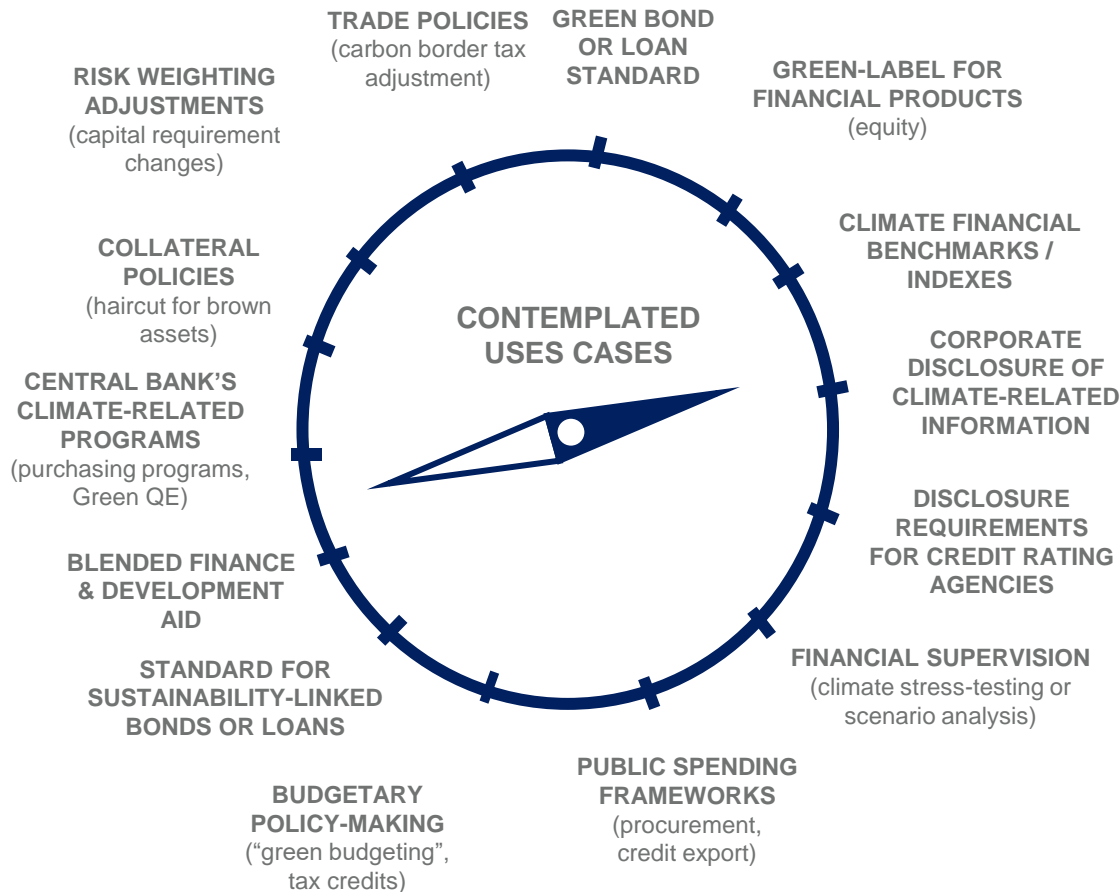 TRADE POLICIES
(carbon border tax
adjustment)
GREEN BOND
OR LOAN
STANDARD
GREEN-LABEL FOR
FINANCIAL PRODUCTS
(equity)
CLIMATE FINANCIAL
BENCHMARKS /
INDEXES
CORPORATE
DISCLOSURE OF
CLIMATE-RELATED
INFORMATION
DISCLOSURE
REQUIREMENTS
FOR CREDIT RATING
AGENCIES
FINANCIAL SUPERVISION
(climate stress-testing or
scenario analysis)
PUBLIC SPENDING
FRAMEWORKS
(procurement,
credit export)
BUDGETARY
POLICY-MAKING
(“green budgeting”,
tax credits)
STANDARD FOR
SUSTAINABILITY-LINKED
BONDS OR LOANS
BLENDED FINANCE
& DEVELOPMENT
AID
CENTRAL BANK’S
CLIMATE-RELATED
PROGRAMS
(purchasing programs,
Green QE)
COLLATERAL
POLICIES
(haircut for brown
assets)
RISK WEIGHTING
ADJUSTMENTS
(capital requirement
changes)
CONTEMPLATED
USES CASES